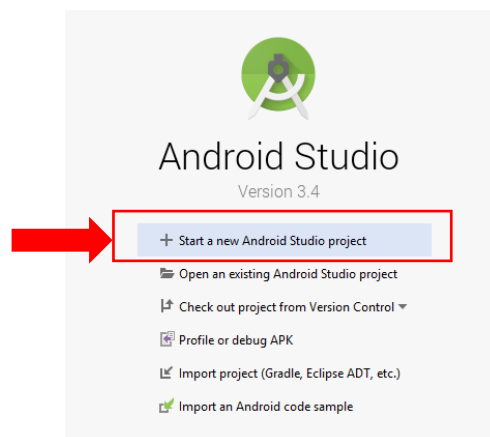 Android Studio
Version 3.4
Start a new Android Studio project
Open an existing Android Studio project
Check out project from Version Control
Profile or debug APK
Import project (Gradle, Eclipse ADT, etc.)
Import an Android code sample